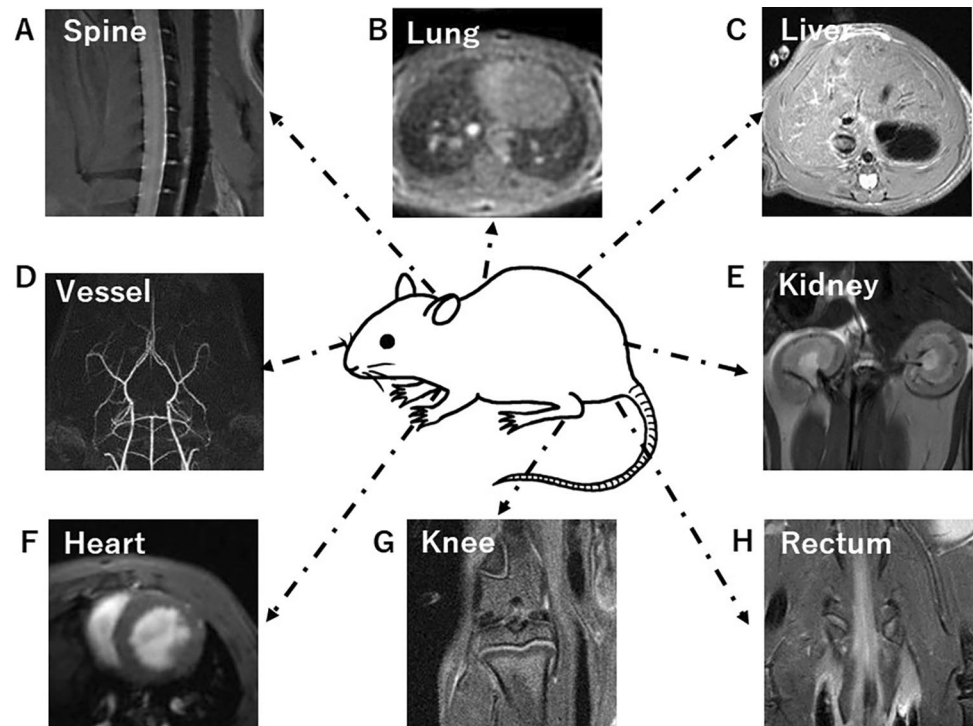 A Spine
B Lung
C Liver
D Vessel
E Kidney
F Heart
G Knee
H Rectum